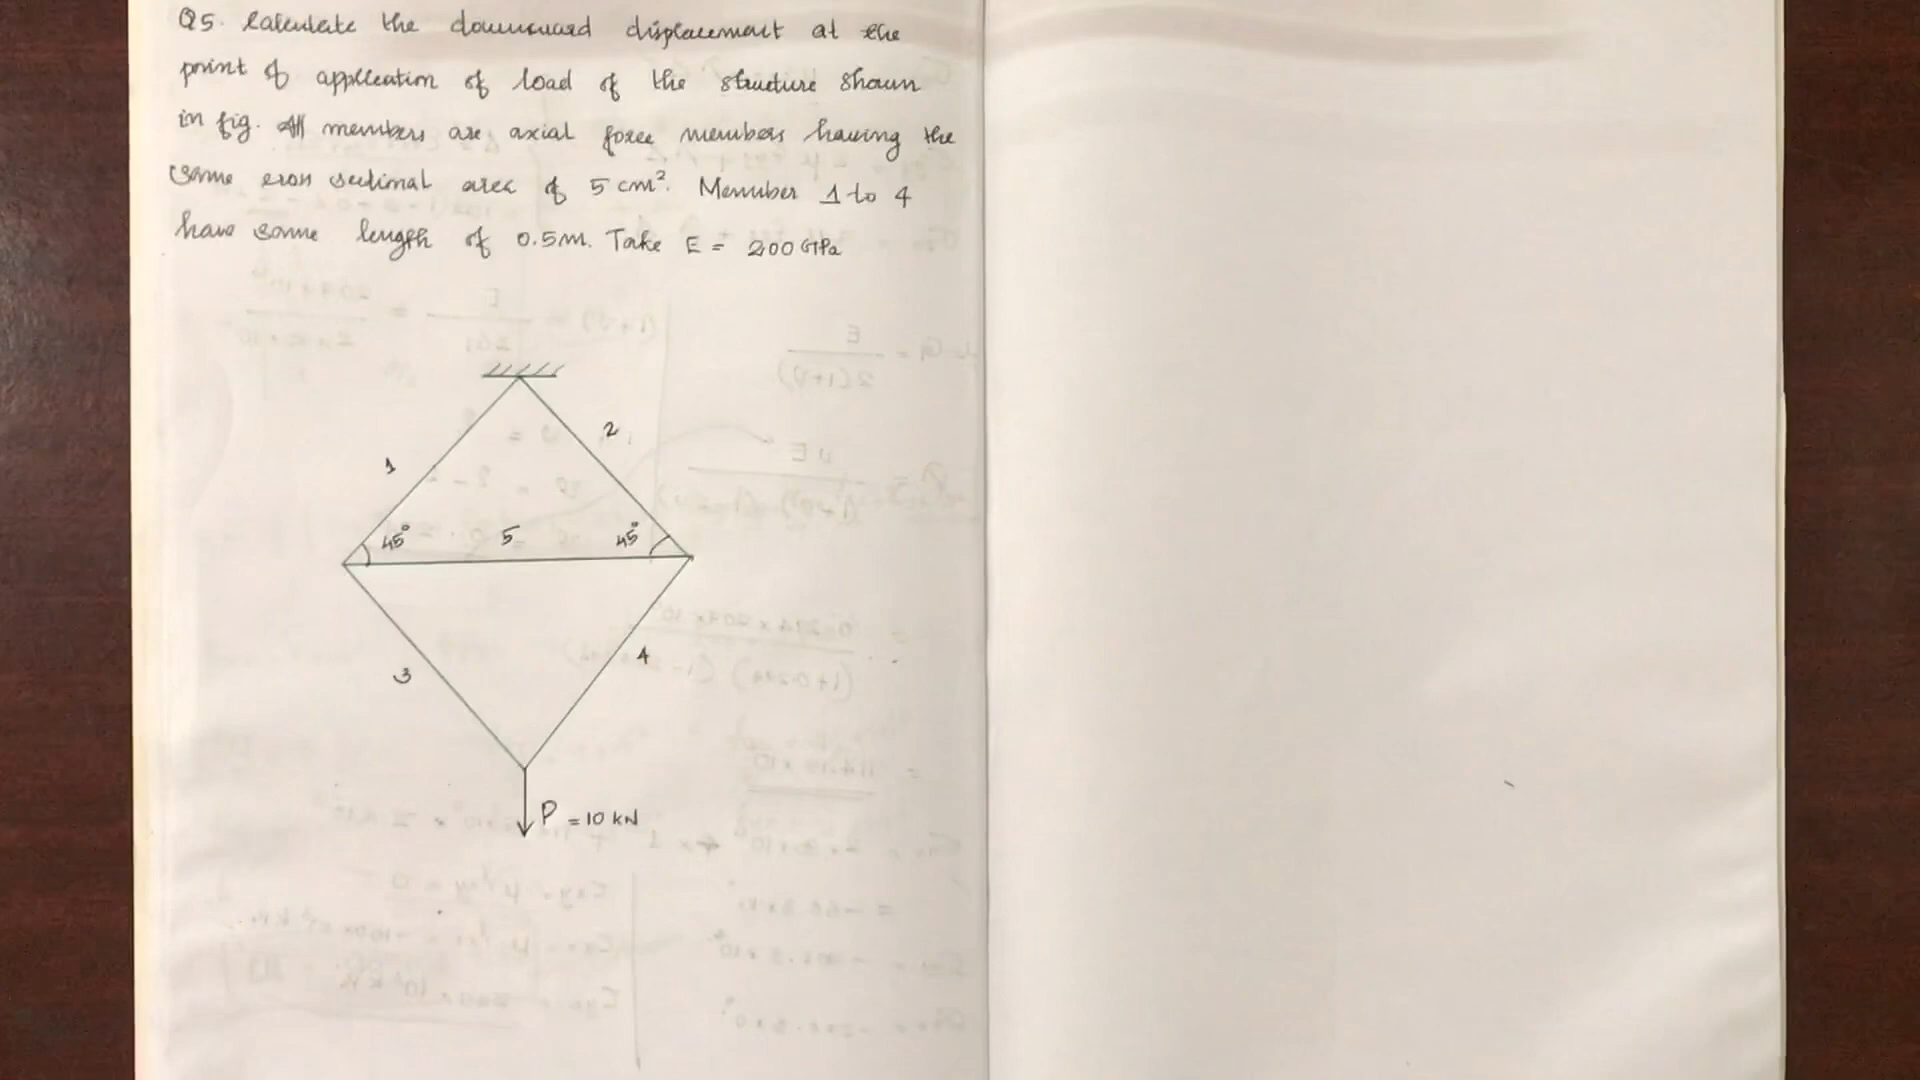 Q5. Calculate the downward displacement at the
point of application of load of the structure shown
in fig. All members are axial force members having the
same cross sectional area of 5 cm². Member 1 to 4
have same length of 0.5m. Take E = 200 GPa
1
2
45°
5
45°
3
4
P = 10 kN